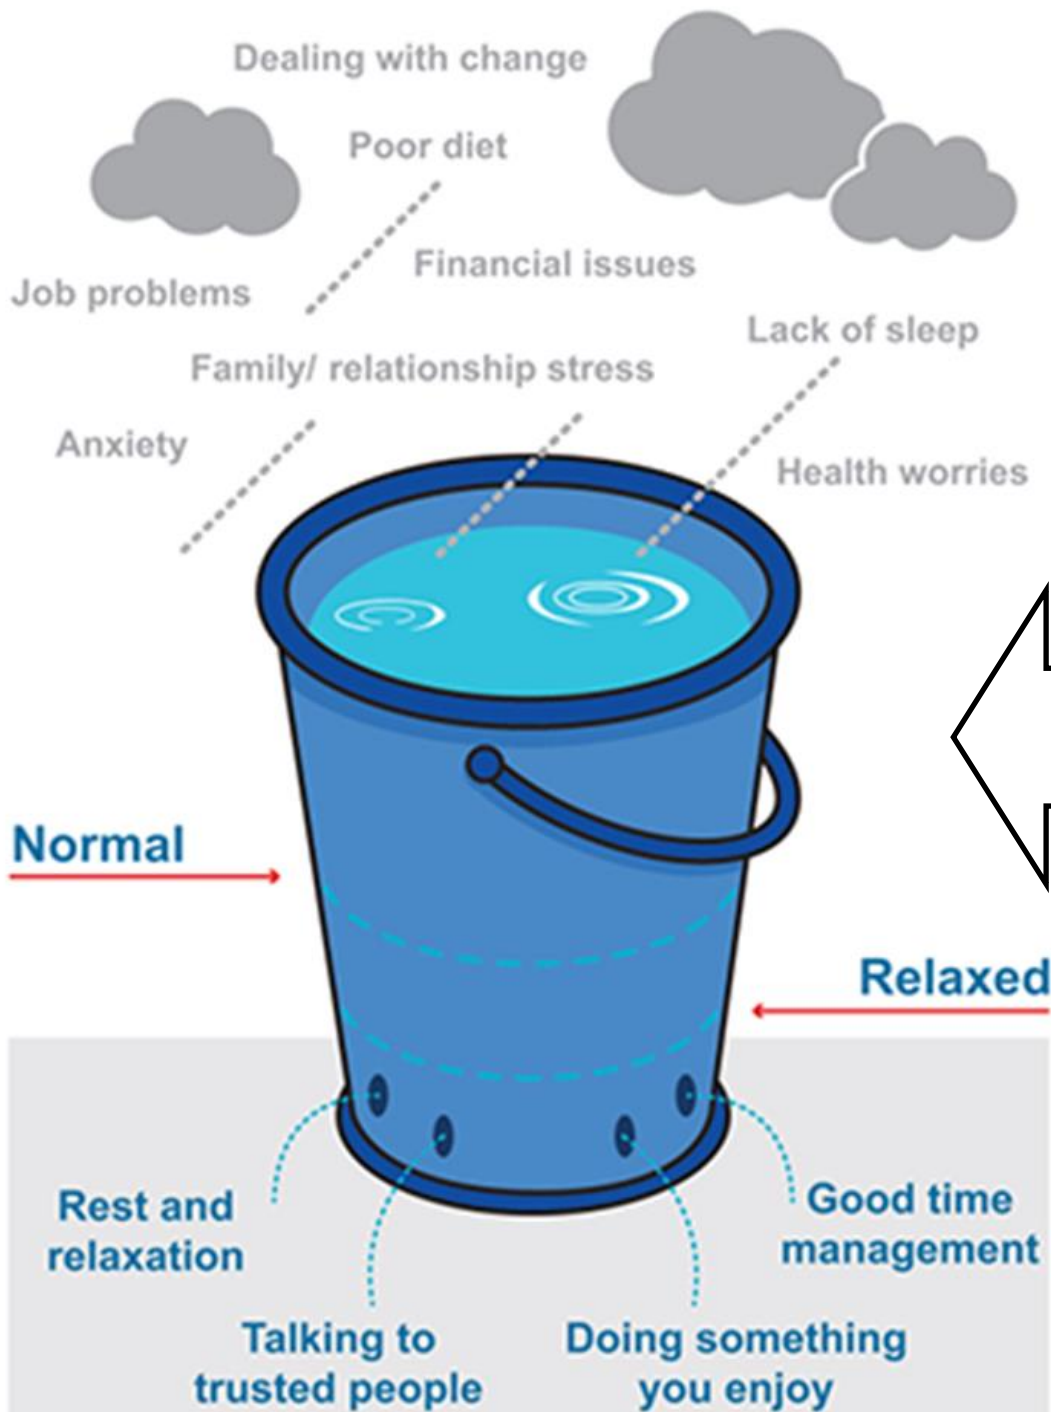 Dealing with change
Poor diet
Financial issues
Job problems
Lack of sleep
Family/ relationship stress
Anxiety
Health worries
Normal
Relaxed
Rest and
relaxation
Good time
management
Talking to
trusted people
Doing something
you enjoy